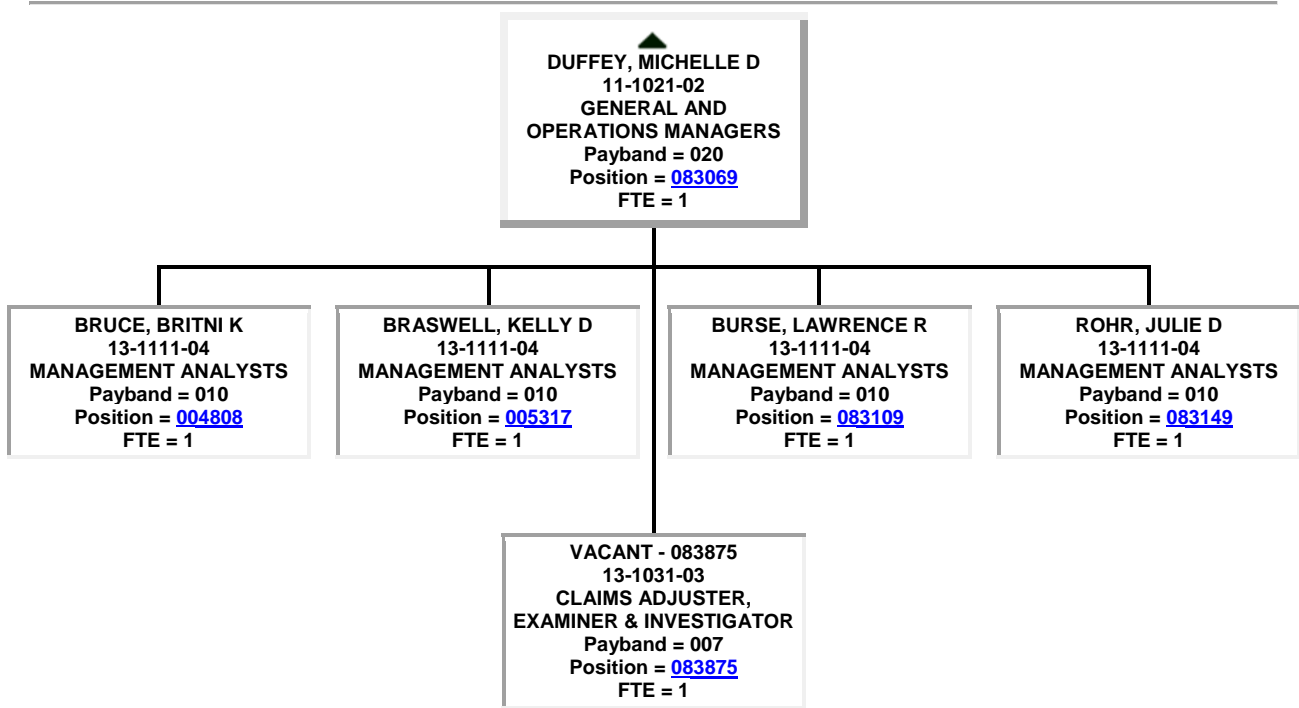 DUFFEY, MICHELLE D
11-1021-02
GENERAL AND
OPERATIONS MANAGERS
Payband = 020
Position = 083069
FTE = 1
BRUCE, BRITNI K
13-1111-04
MANAGEMENT ANALYSTS
Payband = 010
Position = 004808
FTE = 1
BRASWELL, KELLY D
13-1111-04
MANAGEMENT ANALYSTS
Payband = 010
Position = 005317
FTE = 1
BURSE, LAWRENCE R
13-1111-04
MANAGEMENT ANALYSTS
Payband = 010
Position = 083109
FTE = 1
ROHR, JULIE D
13-1111-04
MANAGEMENT ANALYSTS
Payband = 010
Position = 083149
FTE = 1
VACANT - 083875
13-1031-03
CLAIMS ADJUSTER,
EXAMINER & INVESTIGATOR
Payband = 007
Position = 083875
FTE = 1